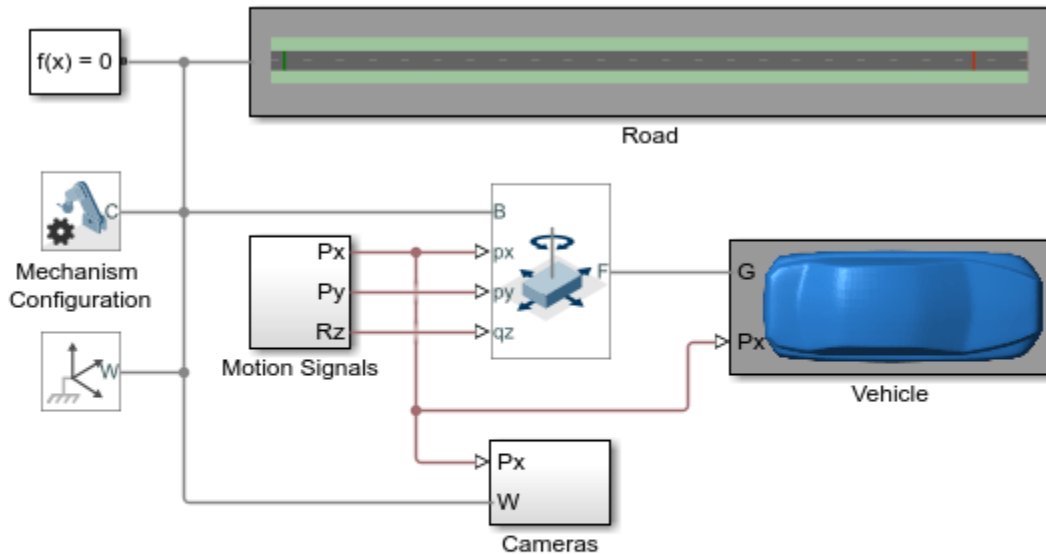 f(x) = 0
Road
C
Mechanism
Configuration
W
Px
Py
Rz
Motion Signals
B
px
py
qz
F
G
Px
Vehicle
Px
W
Cameras